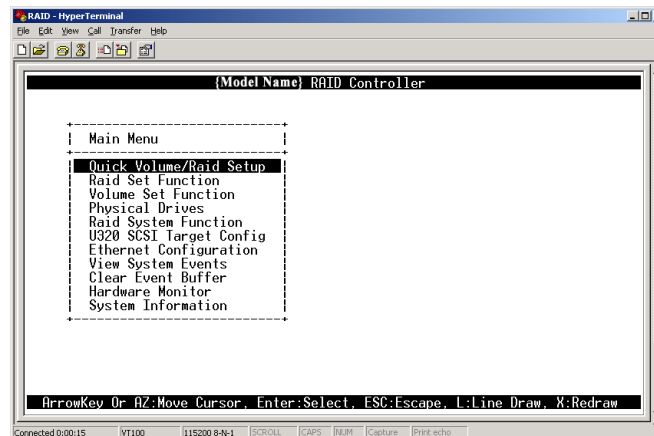 RAID - HyperTerminal
File Edit View Call Transfer Help
{Model Name} RAID Controller
Main Menu
Quick Volume/Raid Setup
Raid Set Function
Volume Set Function
Physical Drives
Raid System Function
U320 SCSI Target Config
Ethernet Configuration
View System Events
Clear Event Buffer
Hardware Monitor
System Information
ArrowKey Or AZ:Move Cursor, Enter:Select, ESC:Escape, L:Line Draw, X:Redraw
Connected 0:00:15 VT100 115200 8-N-1 SCROLL CAPS NUM Capture Print echo